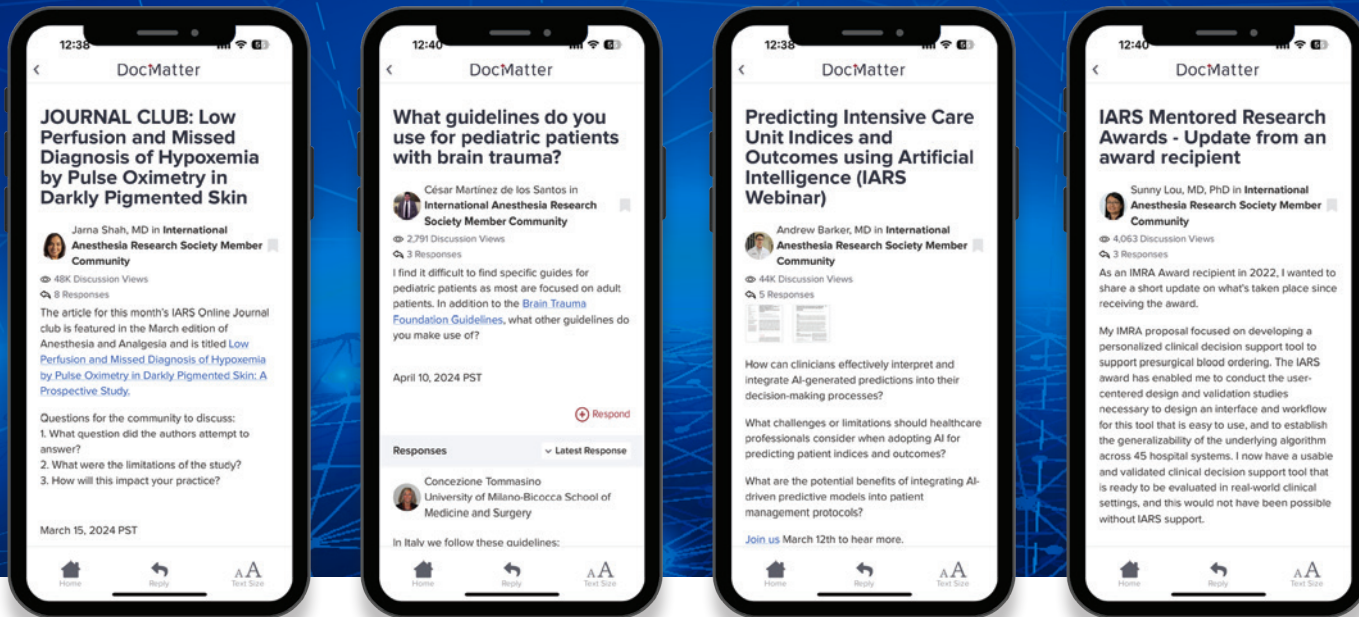 12:38
DocMatter
JOURNAL CLUB: Low
Perfusion and Missed
Diagnosis of Hypoxemia
by Pulse Oximetry in
Darkly Pigmented Skin
Jarna Shah, MD in International
Anesthesia Research Society Member
Community
48K Discussion Views
8 Responses
The article for this month's IARS Online Journal
club is featured in the March edition of
Anesthesia and Analgesia and is titled Low
Perfusion and Missed Diagnosis of Hypoxemia
by Pulse Oximetry in Darkly Pigmented Skin: A
Prospective Study.
Questions for the community to discuss:
1. What question did the authors attempt to
answer?
2. What were the limitations of the study?
3. How will this impact your practice?
March 15, 2024 PST
Home
Reply
AA
Text Size
12:40
DocMatter
What guidelines do you
use for pediatric patients
with brain trauma?
César Martínez de los Santos in
International Anesthesia Research
Society Member Community
2,791 Discussion Views
3 Responses
I find it difficult to find specific guides for
pediatric patients as most are focused on adult
patients. In addition to the Brain Trauma
Foundation Guidelines, what other guidelines do
you make use of?
April 10, 2024 PST
Respond
Responses
Latest Response
Concezione Tommasino
University of Milano-Bicocca School of
Medicine and Surgery
In Italy we follow these guidelines:
Home
Reply
AA
Text Size
12:38
DocMatter
Predicting Intensive Care
Unit Indices and
Outcomes using Artificial
Intelligence (IARS
Webinar)
Andrew Barker, MD in International
Anesthesia Research Society Member
Community
44K Discussion Views
5 Responses
How can clinicians effectively interpret and
integrate AI-generated predictions into their
decision-making processes?
What challenges or limitations should healthcare
professionals consider when adopting AI for
predicting patient indices and outcomes?
What are the potential benefits of integrating AI-
driven predictive models into patient
management protocols?
Join us March 12th to hear more.
Home
Reply
AA
Text Size
12:40
DocMatter
IARS Mentored Research
Awards - Update from an
award recipient
Sunny Lou, MD, PhD in International
Anesthesia Research Society Member
Community
4,063 Discussion Views
3 Responses
As an IMRA Award recipient in 2022, I wanted to
share a short update on what's taken place since
receiving the award.
My IMRA proposal focused on developing a
personalized clinical decision support tool to
support presurgical blood ordering. The IARS
award has enabled me to conduct the user-
centered design and validation studies
necessary to design an interface and workflow
for this tool that is easy to use, and to establish
the generalizability of the underlying algorithm
across 45 hospital systems. I now have a usable
and validated clinical decision support tool that
is ready to be evaluated in real-world clinical
settings, and this would not have been possible
without IARS support.
Home
Reply
AA
Text Size